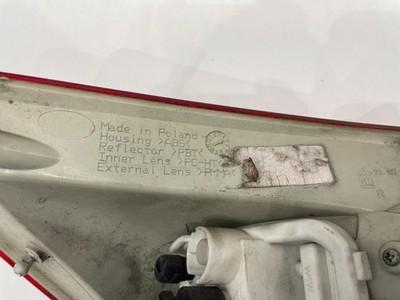 Made in Poland
Housing >ABS<
Reflector >PBT<
Inner Lens >PC-HT<
External Lens >PMMA<
R